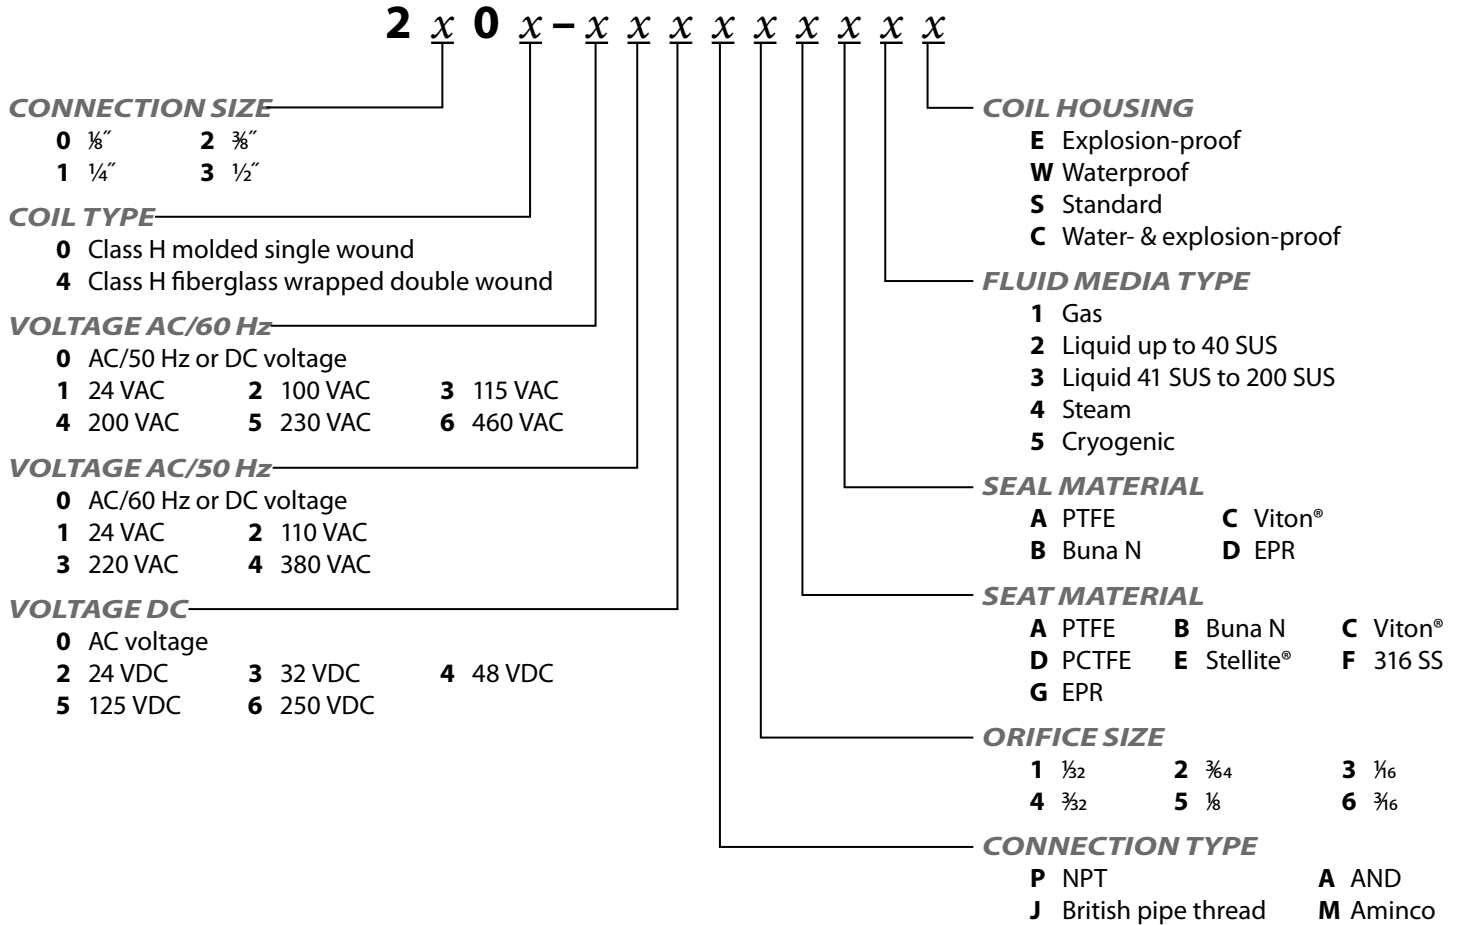 2 x 0 x – x x x x x x x x x
CONNECTION SIZE
0 ⅛˝ 2 ⅜˝
1 ¼˝ 3 ½˝
COIL TYPE
0 Class H molded single wound
4 Class H fiberglass wrapped double wound
VOLTAGE AC/60 Hz
0 AC/50 Hz or DC voltage
1 24 VAC 2 100 VAC 3 115 VAC
4 200 VAC 5 230 VAC 6 460 VAC
VOLTAGE AC/50 Hz
0 AC/60 Hz or DC voltage
1 24 VAC 2 110 VAC
3 220 VAC 4 380 VAC
VOLTAGE DC
0 AC voltage
2 24 VDC 3 32 VDC 4 48 VDC
5 125 VDC 6 250 VDC
COIL HOUSING
E Explosion-proof
W Waterproof
S Standard
C Water- & explosion-proof
FLUID MEDIA TYPE
1 Gas
2 Liquid up to 40 SUS
3 Liquid 41 SUS to 200 SUS
4 Steam
5 Cryogenic
SEAL MATERIAL
A PTFE C Viton®
B Buna N D EPR
SEAT MATERIAL
A PTFE B Buna N C Viton®
D PCTFE E Stellite® F 316 SS
G EPR
ORIFICE SIZE
1 1⁄32 2 3⁄64 3 1⁄16
4 3⁄32 5 ⅛ 6 3⁄16
CONNECTION TYPE
P NPT A AND
J British pipe thread M Aminco